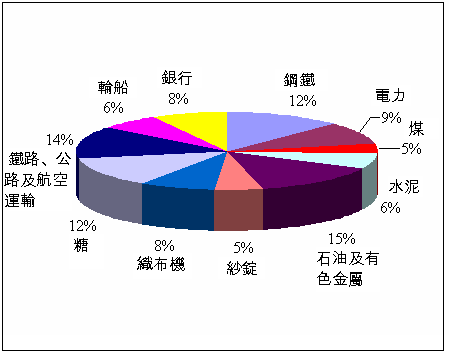 鋼鐵
12%
電力
9%
煤
5%
水泥
6%
15%
石油及有
色金屬
5%
紗錠
8%
織布機
12%
糖
14%
鐵路、公
路及航空
運輸
輪船
6%
銀行
8%